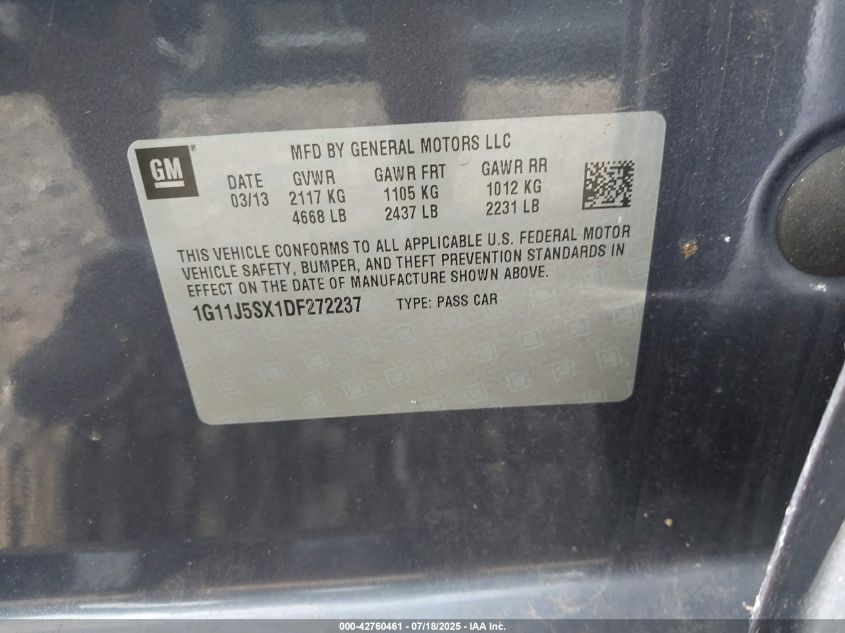 GM
MFD BY GENERAL MOTORS LLC
DATE GVWR GAWR FRT GAWR RR
03/13 2117 KG 1105 KG 1012 KG
4668 LB 2437 LB 2231 LB
THIS VEHICLE CONFORMS TO ALL APPLICABLE U.S. FEDERAL MOTOR
VEHICLE SAFETY, BUMPER, AND THEFT PREVENTION STANDARDS IN
EFFECT ON THE DATE OF MANUFACTURE SHOWN ABOVE.
1G11J5SX1DF272237 TYPE: PASS CAR
000-42760461 - 07/18/2025 - IAA Inc.